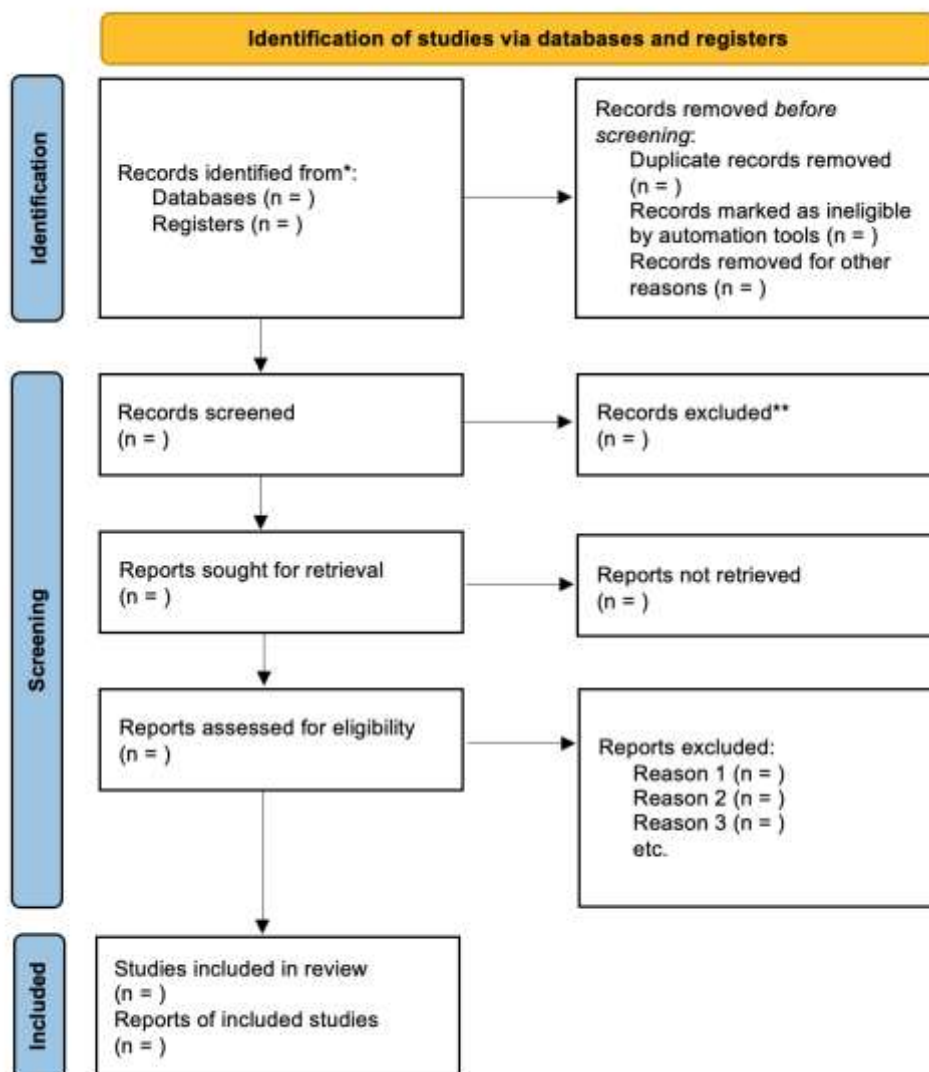 Identification of studies via databases and registers
Identification
Records identified from*:
Databases (n = )
Registers (n = )
Records removed before
screening:
Duplicate records removed
(n = )
Records marked as ineligible
by automation tools (n = )
Records removed for other
reasons (n = )
Screening
Records screened
(n = )
Records excluded**
(n = )
Reports sought for retrieval
(n = )
Reports not retrieved
(n = )
Reports assessed for eligibility
(n = )
Reports excluded:
Reason 1 (n = )
Reason 2 (n = )
Reason 3 (n = )
etc.
Included
Studies included in review
(n = )
Reports of included studies
(n = )